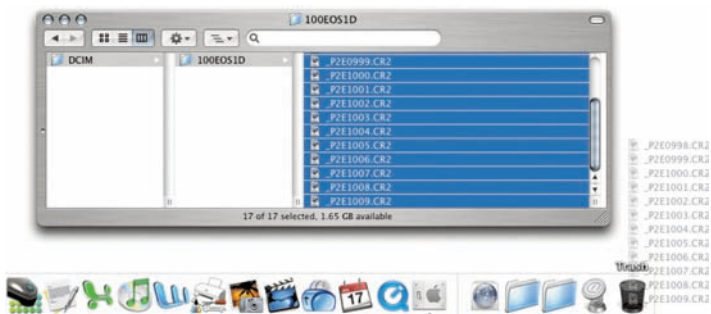 100EOS1D
DCIM
100EOS1D
_P2E0999.CR2
_P2E1000.CR2
_P2E1001.CR2
_P2E1002.CR2
_P2E1003.CR2
_P2E1004.CR2
_P2E1005.CR2
_P2E1006.CR2
_P2E1007.CR2
_P2E1008.CR2
_P2E1009.CR2
17 of 17 selected, 1.65 GB available
_P2E0998.CR2
_P2E0999.CR2
_P2E1000.CR2
_P2E1001.CR2
_P2E1002.CR2
_P2E1003.CR2
_P2E1004.CR2
_P2E1005.CR2
_P2E1006.CR2
Trash
_P2E1007.CR2
_P2E1008.CR2
_P2E1009.CR2
17